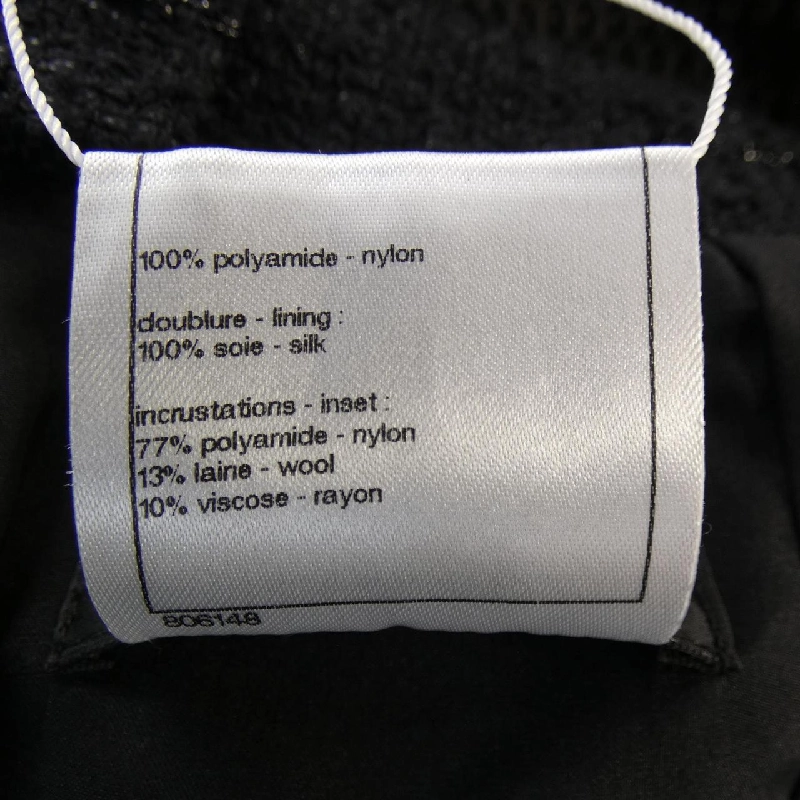 100% polyamide - nylon
doublure - lining :
100% soie - silk
incrustations - inset :
77% polyamide - nylon
13% laine - wool
10% viscose - rayon
806148